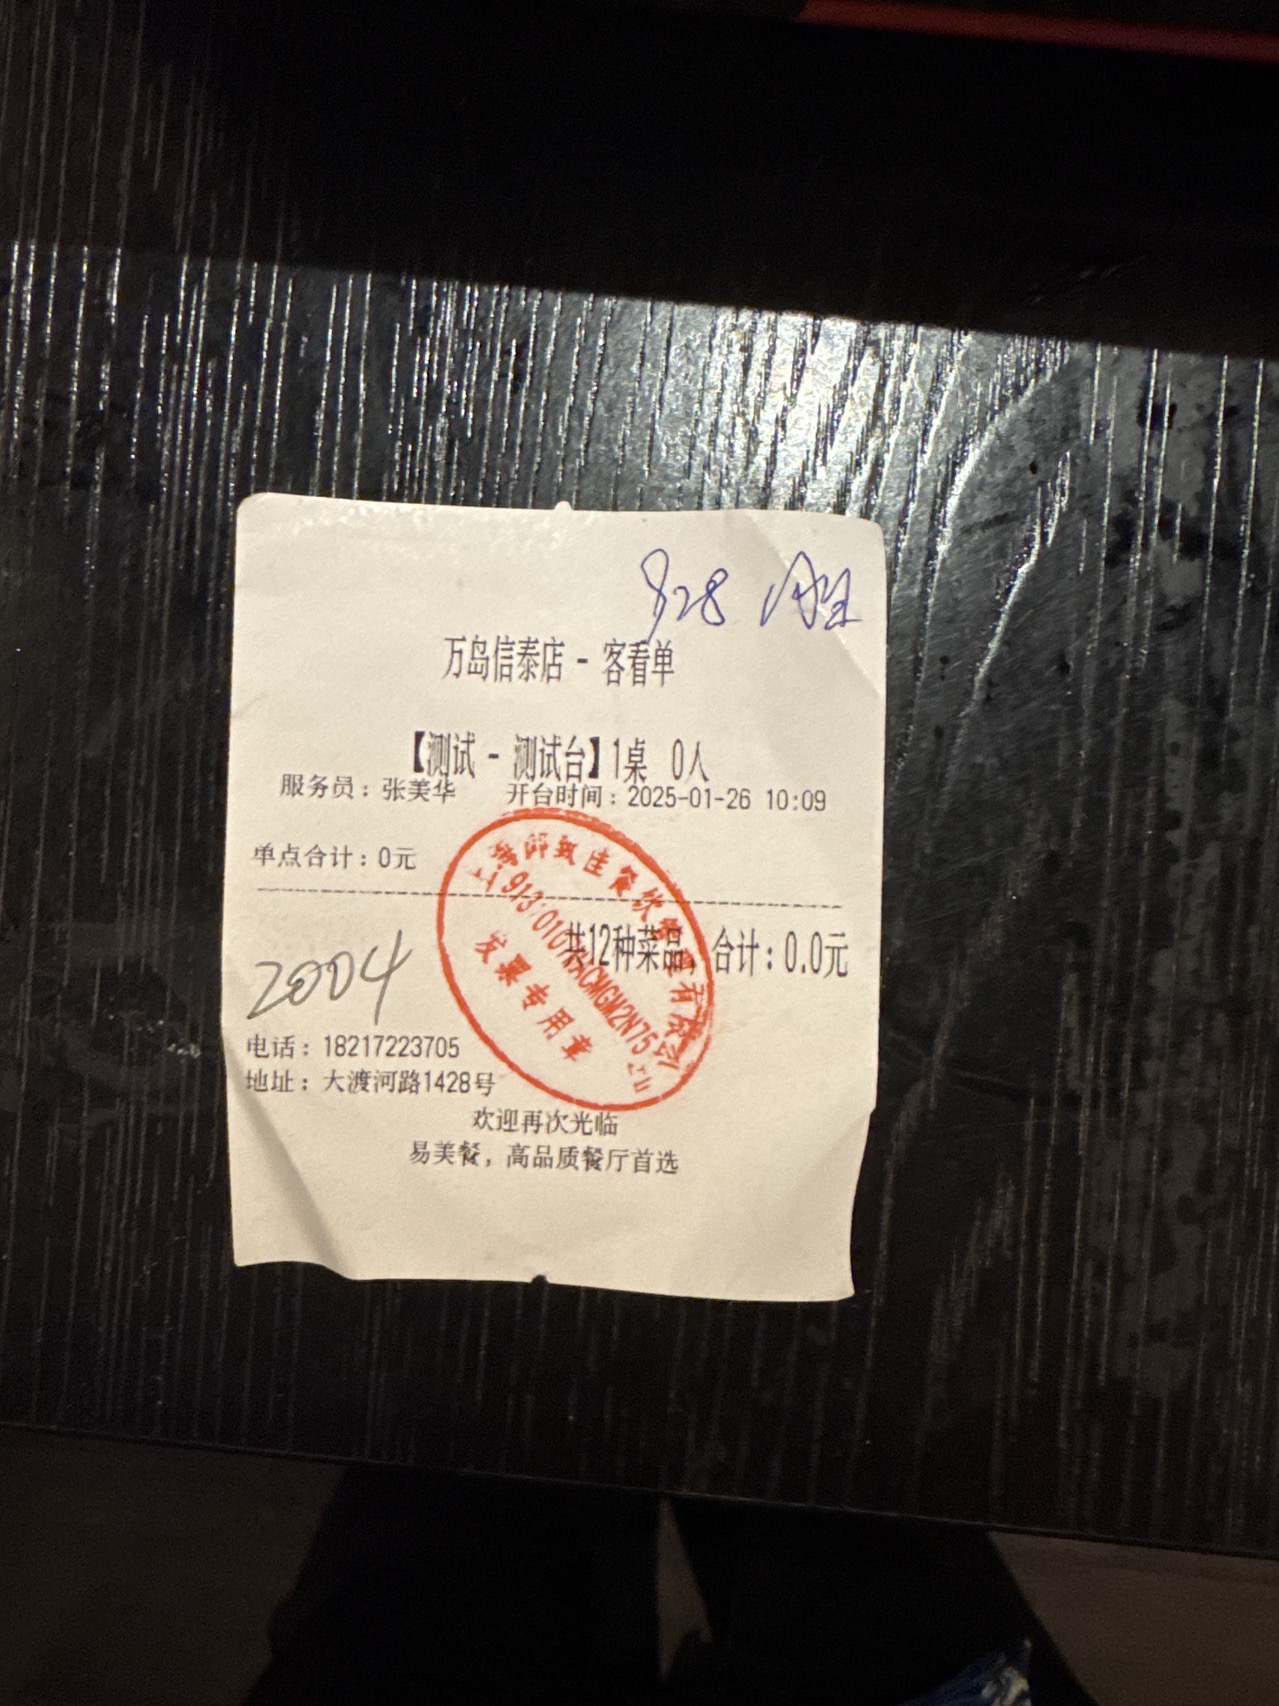 928
万岛信泰店 - 客看单
【测试 - 测试台】1桌 0人
服务员：张美华 开台时间：2025-01-26 10:09
单点合计：0元
共12种菜品，合计：0.0元
2004
电话：18217223705
地址：大渡河路1428号
欢迎再次光临
易美餐，高品质餐厅首选
发票专用章